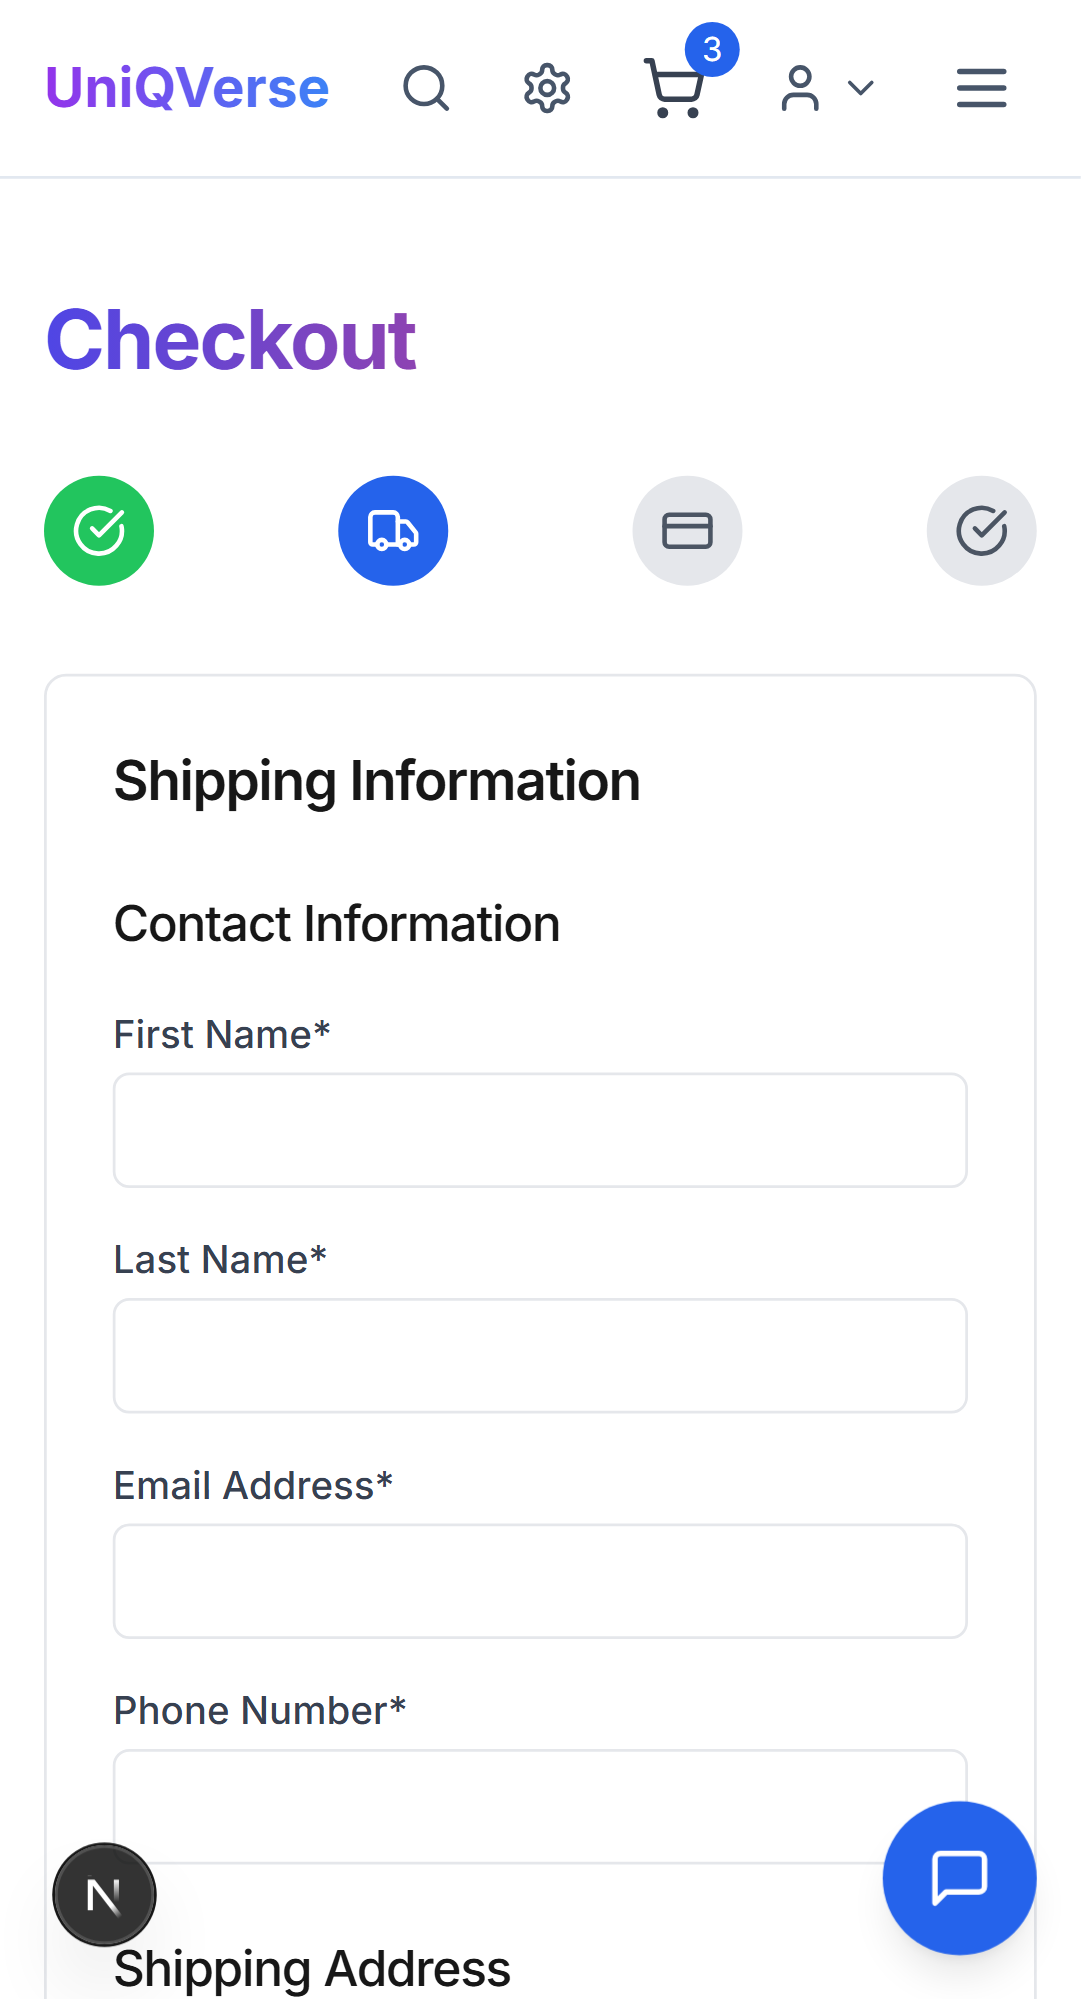 UniQVerse
3
Checkout
Shipping Information
Contact Information
First Name*
Last Name*
Email Address*
Phone Number*
N
Shipping Address